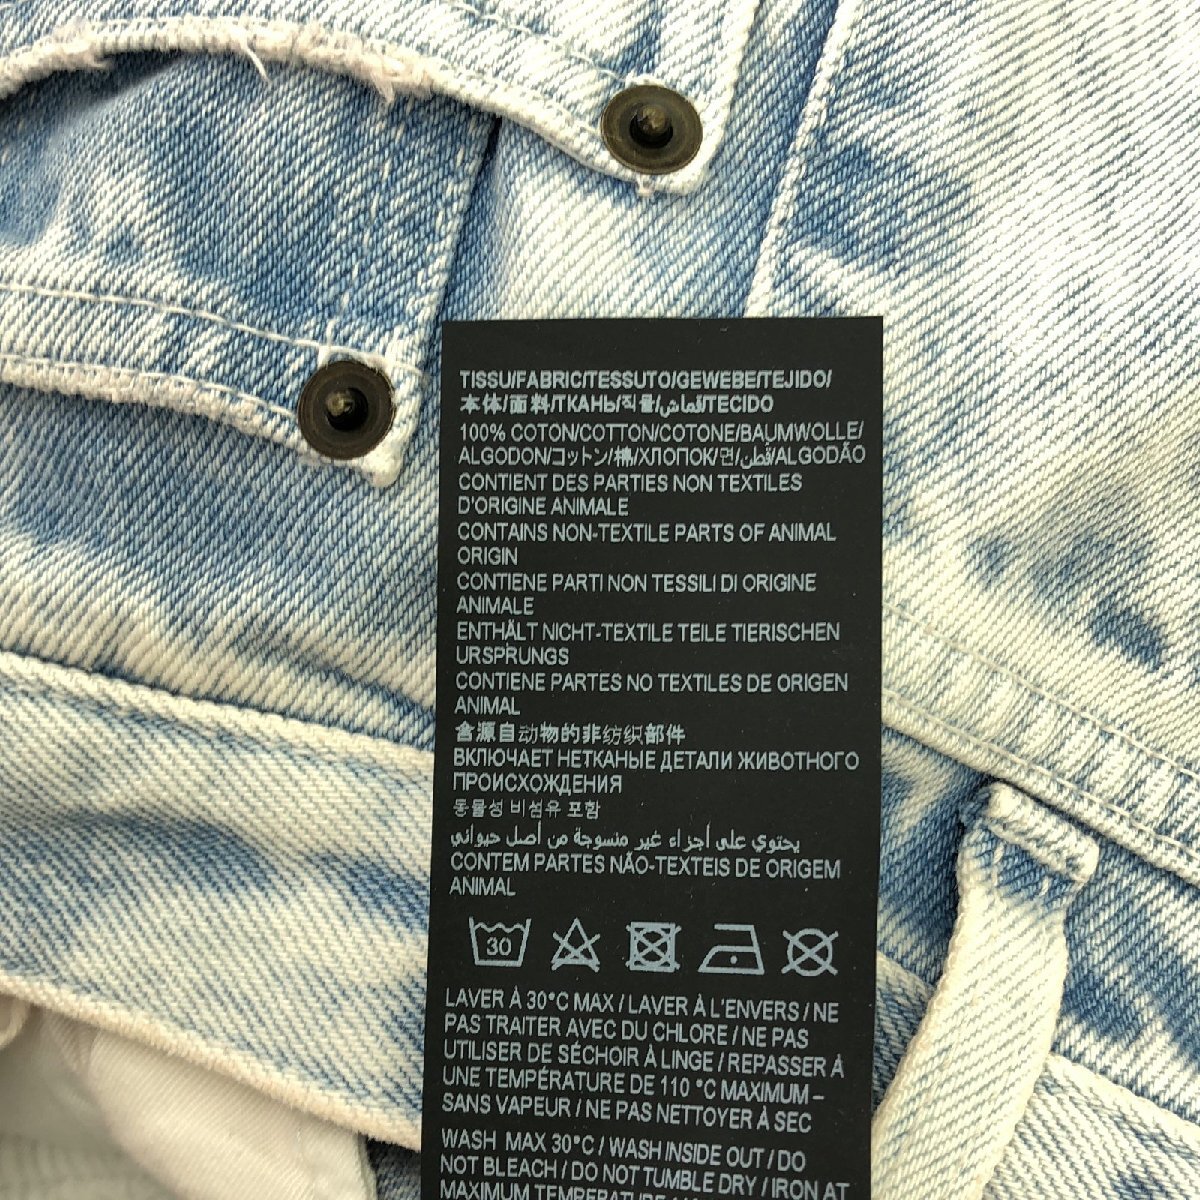 TISSU/FABRIC/TESSUTO/GEWEBE/TEJIDO/
本体/面料/ТКАНЬ/직물/قماش/TECIDO
100% COTON/COTTON/COTONE/BAUMWOLLE/
ALGODON/コットン/棉/ХЛОПОК/면/قطن/ALGODÃO
CONTIENT DES PARTIES NON TEXTILES
D'ORIGINE ANIMALE
CONTAINS NON-TEXTILE PARTS OF ANIMAL
ORIGIN
CONTIENE PARTI NON TESSILI DI ORIGINE
ANIMALE
ENTHÄLT NICHT-TEXTILE TEILE TIERISCHEN
URSPRUNGS
CONTIENE PARTES NO TEXTILES DE ORIGEN
ANIMAL
含源自动物的非纺织部件
ВКЛЮЧАЕТ НЕТКАНЫЕ ДЕТАЛИ ЖИВОТНОГО
ПРОИСХОЖДЕНИЯ
동물성 비섬유 포함
يحتوي على أجزاء غير منسوجة من أصل حيواني
CONTEM PARTES NÃO-TEXTEIS DE ORIGEM
ANIMAL
30
LAVER À 30°C MAX / LAVER À L'ENVERS / NE
PAS TRAITER AVEC DU CHLORE / NE PAS
UTILISER DE SÉCHOIR À LINGE / REPASSER À
UNE TEMPÉRATURE DE 110 °C MAXIMUM –
SANS VAPEUR / NE PAS NETTOYER À SEC
WASH MAX 30°C / WASH INSIDE OUT / DO
NOT BLEACH / DO NOT TUMBLE DRY / IRON AT
MAXIMUM TEMPERATURE